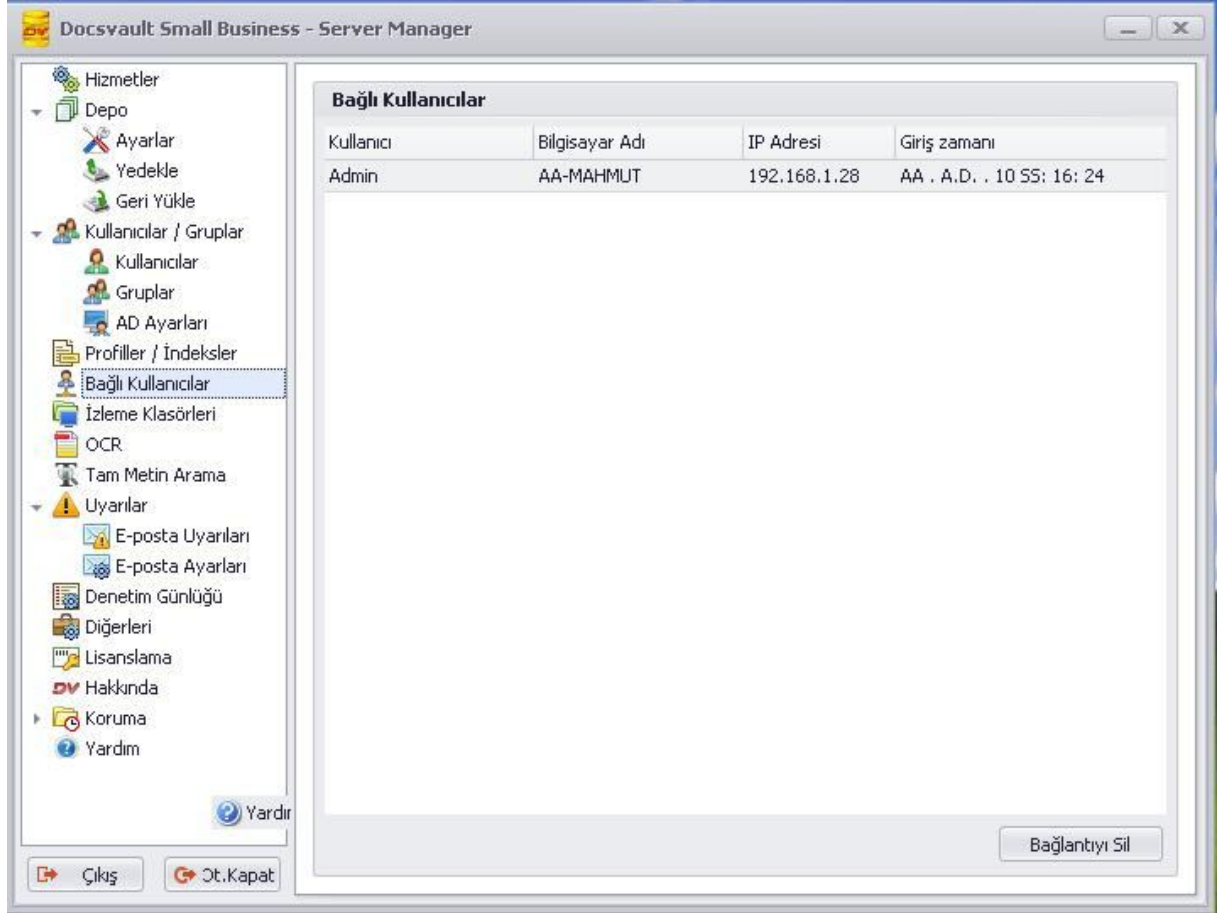 Docsvault Small Business - Server Manager
Hizmetler
Depo
Ayarlar
Yedekle
Geri Yükle
Kullanıcılar / Gruplar
Kullanıcılar
Gruplar
AD Ayarları
Profiller / İndeksler
Bağlı Kullanıcılar
İzleme Klasörleri
OCR
Tam Metin Arama
Uyarılar
E-posta Uyarıları
E-posta Ayarları
Denetim Günlüğü
Diğerleri
Lisanslama
DV Hakkında
Koruma
Yardım
Yardır
Çıkış
Ot.Kapat
Bağlı Kullanıcılar
Kullanıcı Bilgisayar Adı IP Adresi Giriş zamanı
Admin AA-MAHMUT 192.168.1.28 AA . A.D. . 10 SS: 16: 24
Bağlantıyı Sil